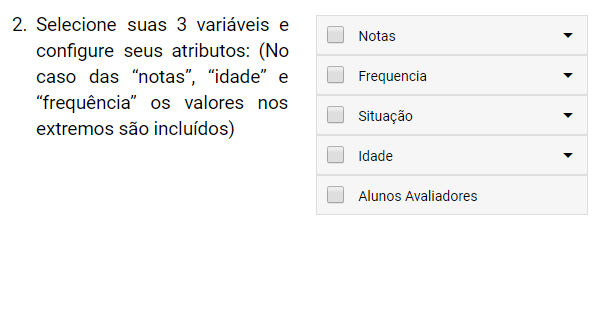 2. Selecione suas 3 variáveis e
configure seus atributos: (No
caso das “notas”, “idade” e
“frequência” os valores nos
extremos são incluídos)
Notas
Frequencia
Situação
Idade
Alunos Avaliadores